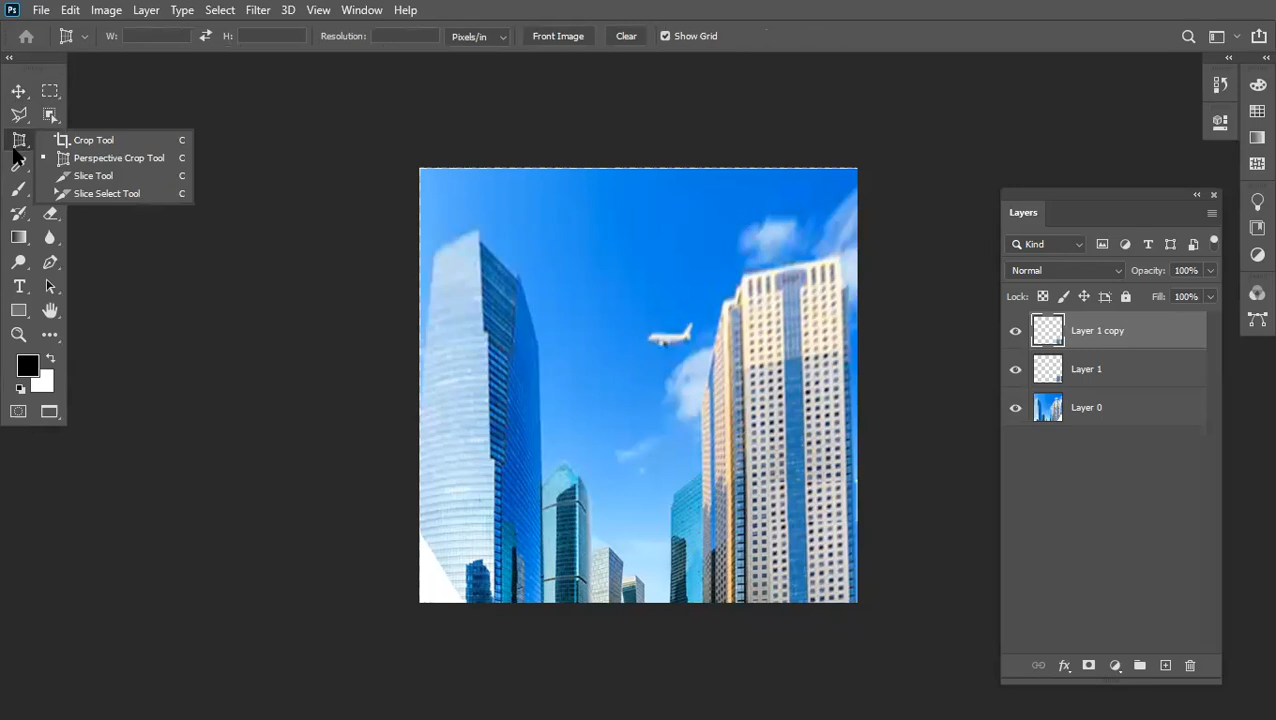 Ps File Edit Image Layer Type Select Filter 3D View Window Help
W: H: Resolution: Pixels/in Front Image Clear Show Grid
Crop Tool C
Perspective Crop Tool C
Slice Tool C
Slice Select Tool C
Layers
Kind
Normal Opacity: 100%
Lock: Fill: 100%
Layer 1 copy
Layer 1
Layer 0
fx